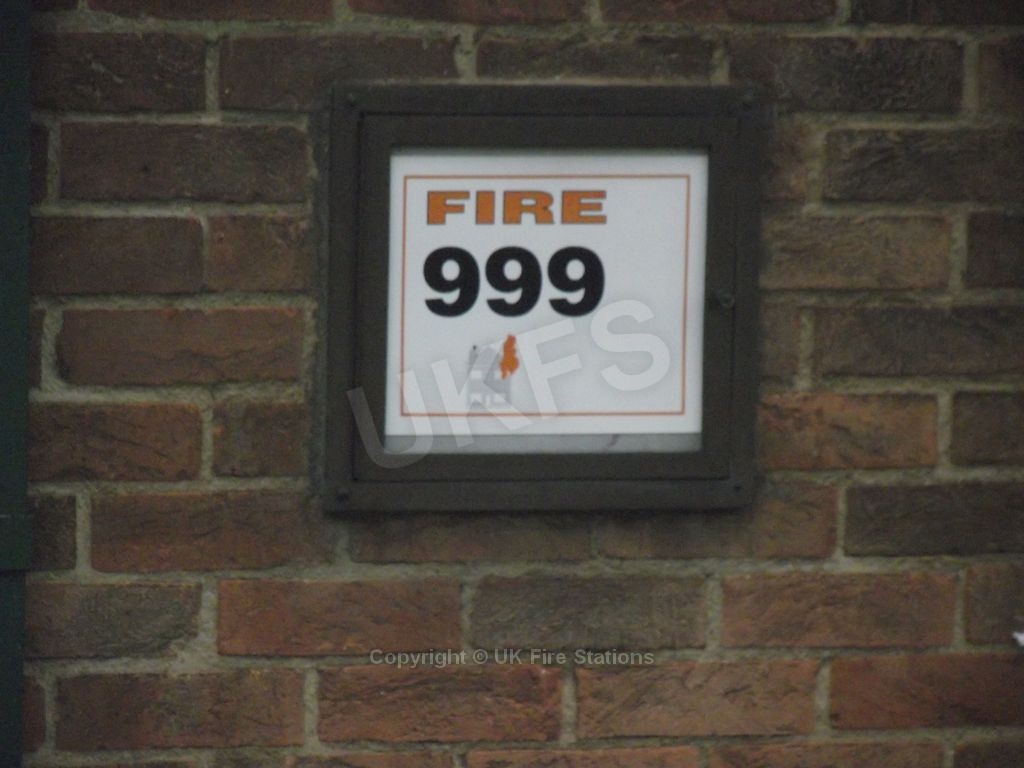 FIRE
999
UKFS
Copyright © UK Fire Stations